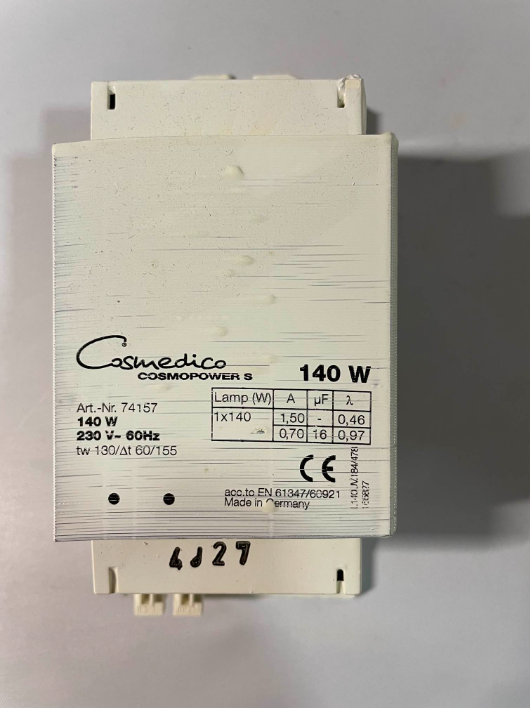 Cosmedico
COSMOPOWER S
140 W
Art.-Nr. 74157
140 W
230 V~ 60Hz
tw 130/Δt 60/155
Lamp (W) A µF λ
1x140 1,50 - 0,46
0,70 16 0,97
CE
acc.to EN 61347/60921
Made in Germany
4J27